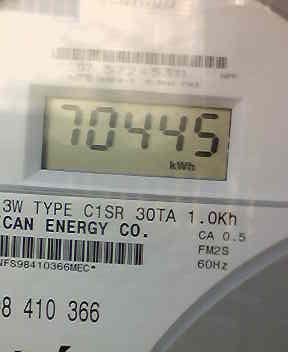 70445
kWh
3W TYPE C1SR 30TA 1.0Kh
CAN ENERGY CO.
CA 0.5
FM2S
60Hz
NFS98410366MEC*
8 410 366